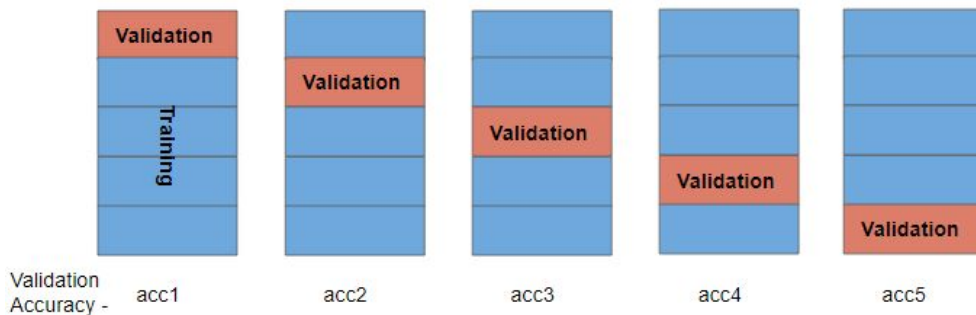 Validation
Validation
Validation
Validation
Validation
Training
Validation
Accuracy - acc1 acc2 acc3 acc4 acc5